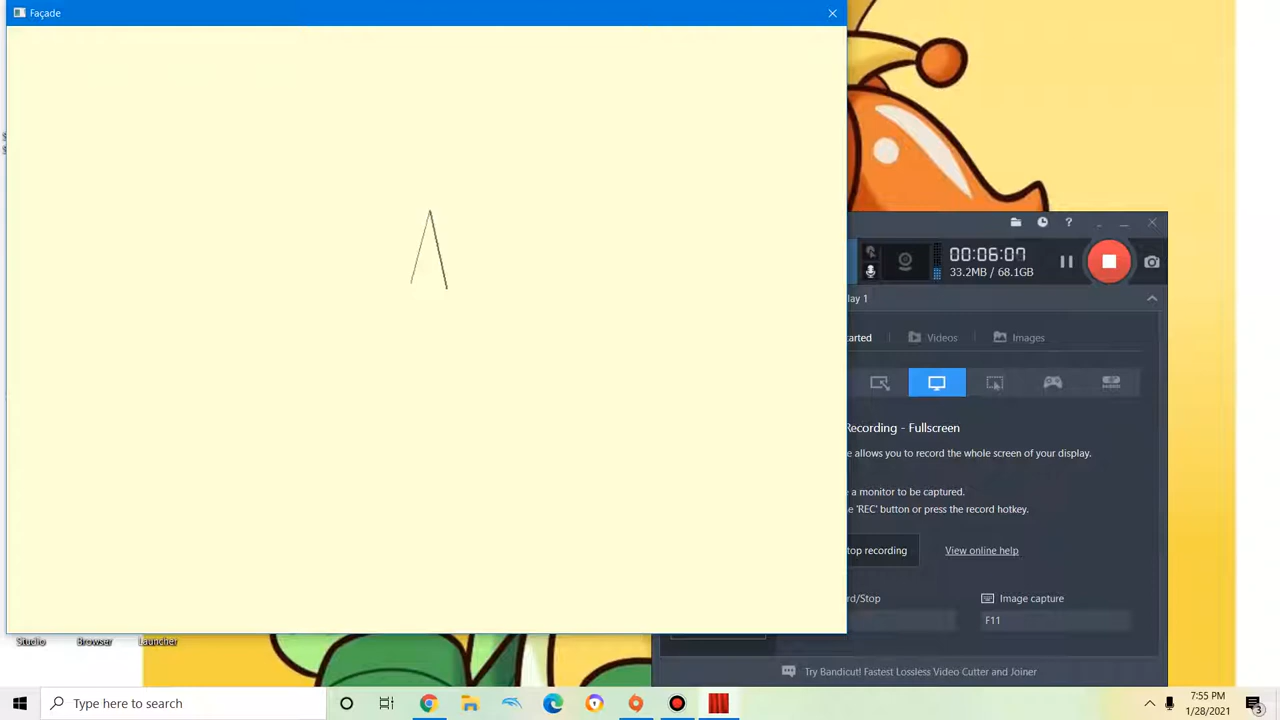 Façade
00:06:07
33.2MB / 68.1GB
lay 1
arted
Videos
Images
Recording - Fullscreen
e allows you to record the whole screen of your display.
e a monitor to be captured.
e 'REC' button or press the record hotkey.
top recording
View online help
rd/Stop
Image capture
F11
Try Bandicut! Fastest Lossless Video Cutter and Joiner
Studio
Browser
Launcher
Type here to search
7:55 PM
1/28/2021
3